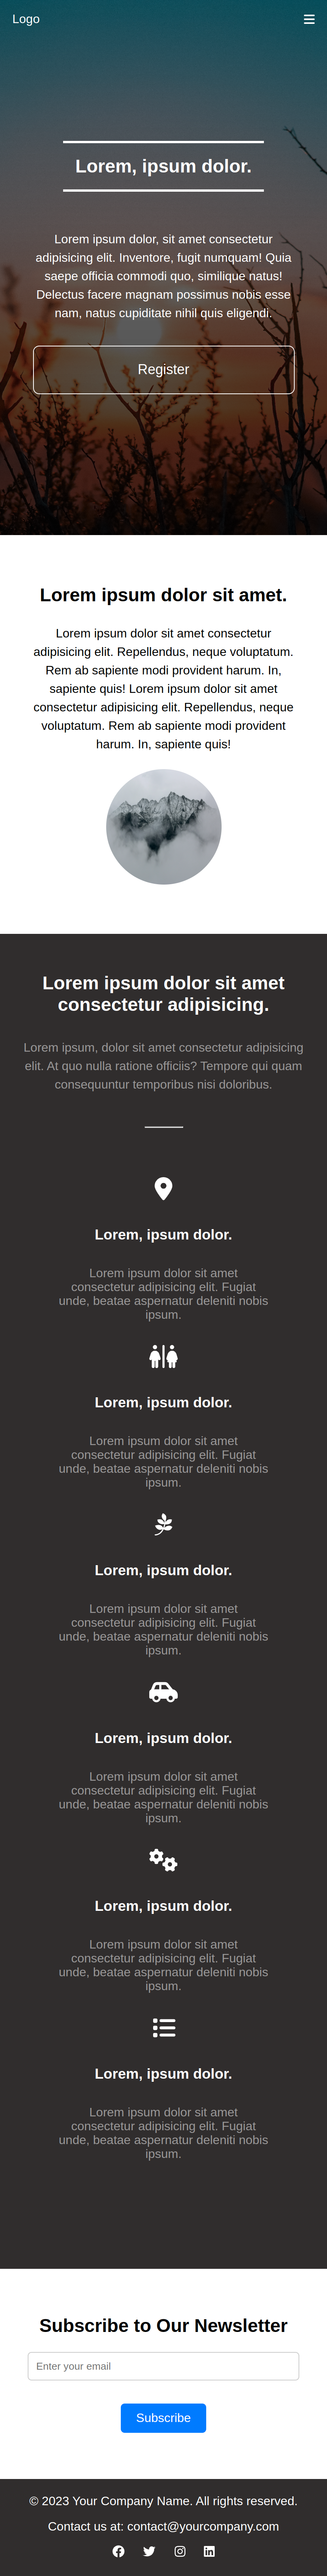 Logo
Lorem, ipsum dolor.
Lorem ipsum dolor, sit amet consectetur
adipisicing elit. Inventore, fugit numquam! Quia
saepe officia commodi quo, similique natus!
Delectus facere magnam possimus nobis esse
nam, natus cupiditate nihil quis eligendi.
Register
Lorem ipsum dolor sit amet.
Lorem ipsum dolor sit amet consectetur
adipisicing elit. Repellendus, neque voluptatum.
Rem ab sapiente modi provident harum. In,
sapiente quis! Lorem ipsum dolor sit amet
consectetur adipisicing elit. Repellendus, neque
voluptatum. Rem ab sapiente modi provident
harum. In, sapiente quis!
Lorem ipsum dolor sit amet
consectetur adipisicing.
Lorem ipsum, dolor sit amet consectetur adipisicing
elit. At quo nulla ratione officiis? Tempore qui quam
consequuntur temporibus nisi doloribus.
Lorem, ipsum dolor.
Lorem ipsum dolor sit amet
consectetur adipisicing elit. Fugiat
unde, beatae aspernatur deleniti nobis
ipsum.
Lorem, ipsum dolor.
Lorem ipsum dolor sit amet
consectetur adipisicing elit. Fugiat
unde, beatae aspernatur deleniti nobis
ipsum.
Lorem, ipsum dolor.
Lorem ipsum dolor sit amet
consectetur adipisicing elit. Fugiat
unde, beatae aspernatur deleniti nobis
ipsum.
Lorem, ipsum dolor.
Lorem ipsum dolor sit amet
consectetur adipisicing elit. Fugiat
unde, beatae aspernatur deleniti nobis
ipsum.
Lorem, ipsum dolor.
Lorem ipsum dolor sit amet
consectetur adipisicing elit. Fugiat
unde, beatae aspernatur deleniti nobis
ipsum.
Lorem, ipsum dolor.
Lorem ipsum dolor sit amet
consectetur adipisicing elit. Fugiat
unde, beatae aspernatur deleniti nobis
ipsum.
Subscribe to Our Newsletter
Enter your email
Subscribe
© 2023 Your Company Name. All rights reserved.
Contact us at: contact@yourcompany.com